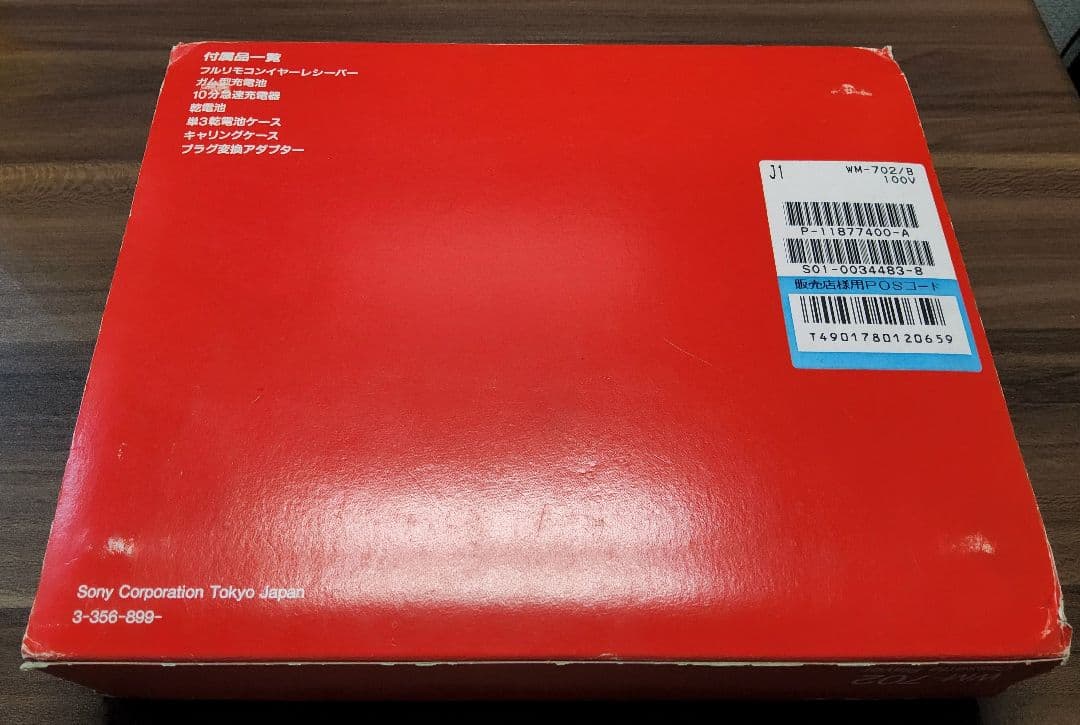 付属品一覧
フルリモコンイヤーレシーバー
ガム型充電池
10分急速充電器
乾電池
単3乾電池ケース
キャリングケース
プラグ変換アダプター
J1
WM-702/B
100V
P-11877400-A
S01-0034483-8
販売店様用POSコード
T4901780120659
Sony Corporation Tokyo Japan
3-356-899-
WM-702